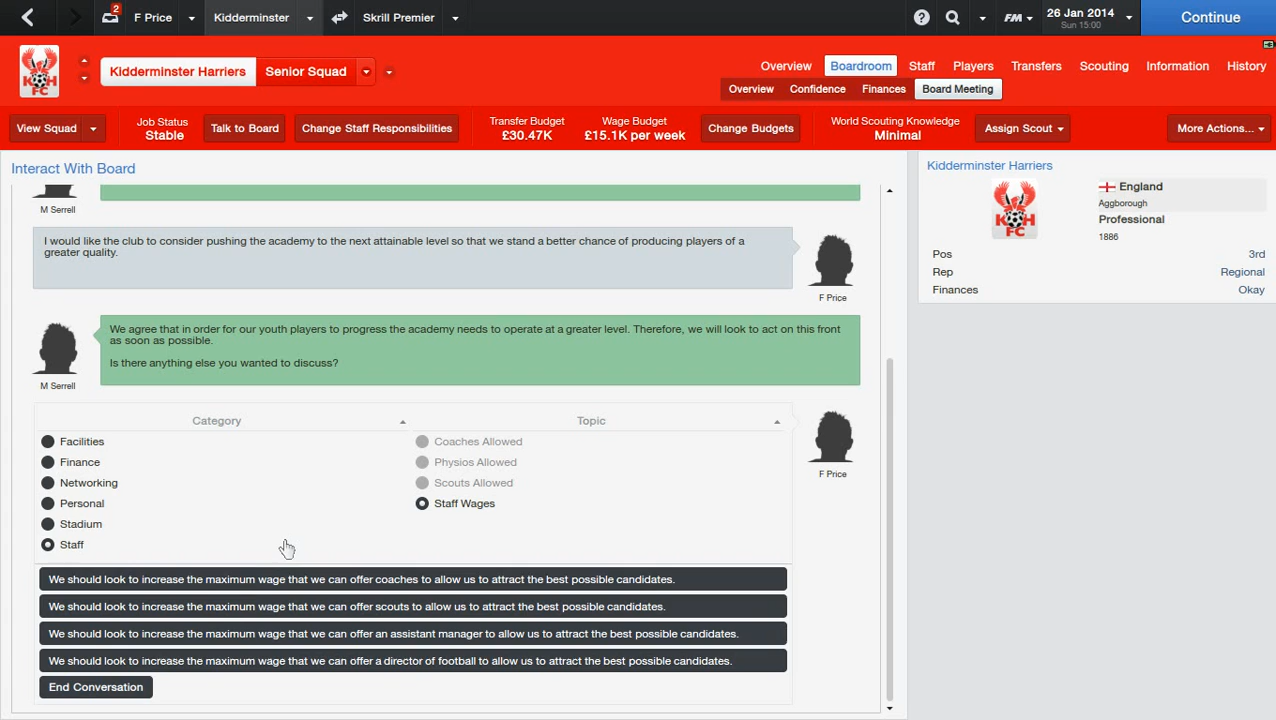 2
F Price
Kidderminster
Skrill Premier
?
FM
26 Jan 2014
Sun 15:00
Continue
KH
FC
Kidderminster Harriers
Senior Squad
Overview
Boardroom
Staff
Players
Transfers
Scouting
Information
History
Overview
Confidence
Finances
Board Meeting
View Squad
Job Status
Stable
Talk to Board
Change Staff Responsibilities
Transfer Budget
£30.47K
Wage Budget
£15.1K per week
Change Budgets
World Scouting Knowledge
Minimal
Assign Scout
More Actions...
Interact With Board
M Serrell
I would like the club to consider pushing the academy to the next attainable level so that we stand a better chance of producing players of a
greater quality.
F Price
We agree that in order for our youth players to progress the academy needs to operate at a greater level. Therefore, we will look to act on this front
as soon as possible.
Is there anything else you wanted to discuss?
M Serrell
Category
Topic
Facilities
Coaches Allowed
Finance
Physios Allowed
Networking
Scouts Allowed
Personal
Staff Wages
Stadium
Staff
F Price
We should look to increase the maximum wage that we can offer coaches to allow us to attract the best possible candidates.
We should look to increase the maximum wage that we can offer scouts to allow us to attract the best possible candidates.
We should look to increase the maximum wage that we can offer an assistant manager to allow us to attract the best possible candidates.
We should look to increase the maximum wage that we can offer a director of football to allow us to attract the best possible candidates.
End Conversation
Kidderminster Harriers
KH
FC
England
Aggborough
Professional
1886
Pos
3rd
Rep
Regional
Finances
Okay